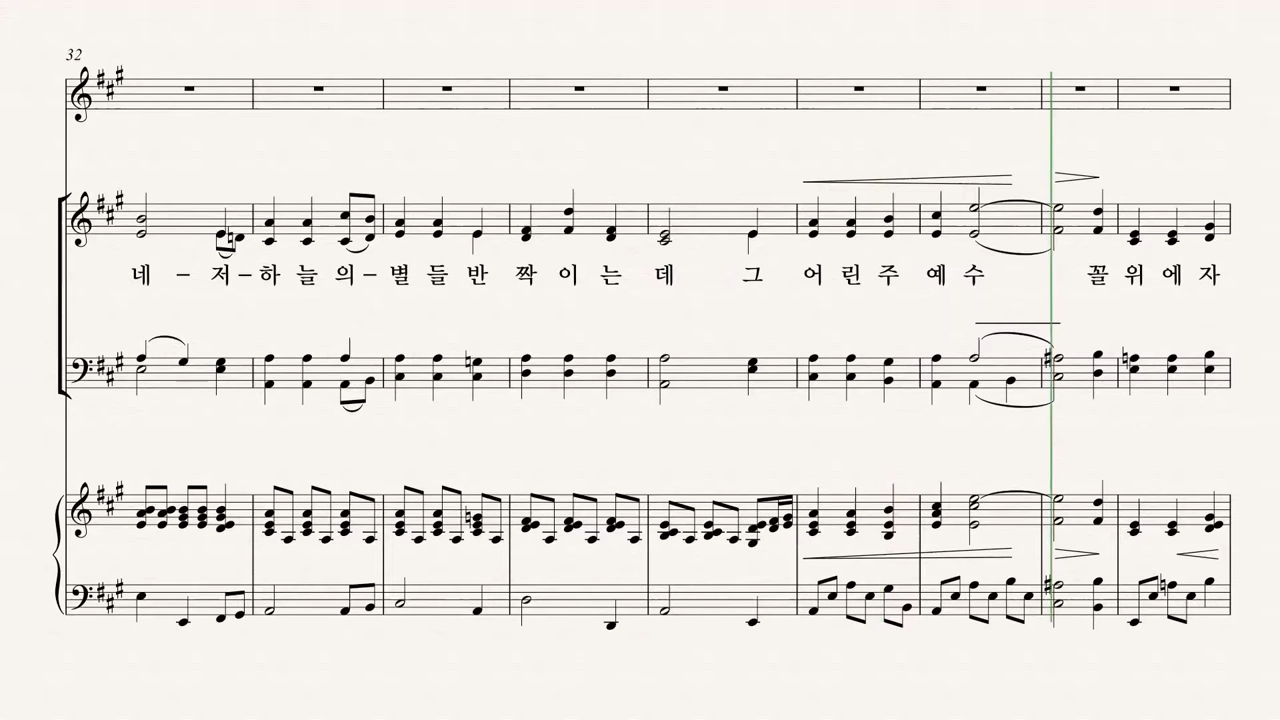 32
네 – 저 – 하 늘 의 – 별 들 반 짝 이 는 데 그 어 린 주 예 수 꼴 위 에 자